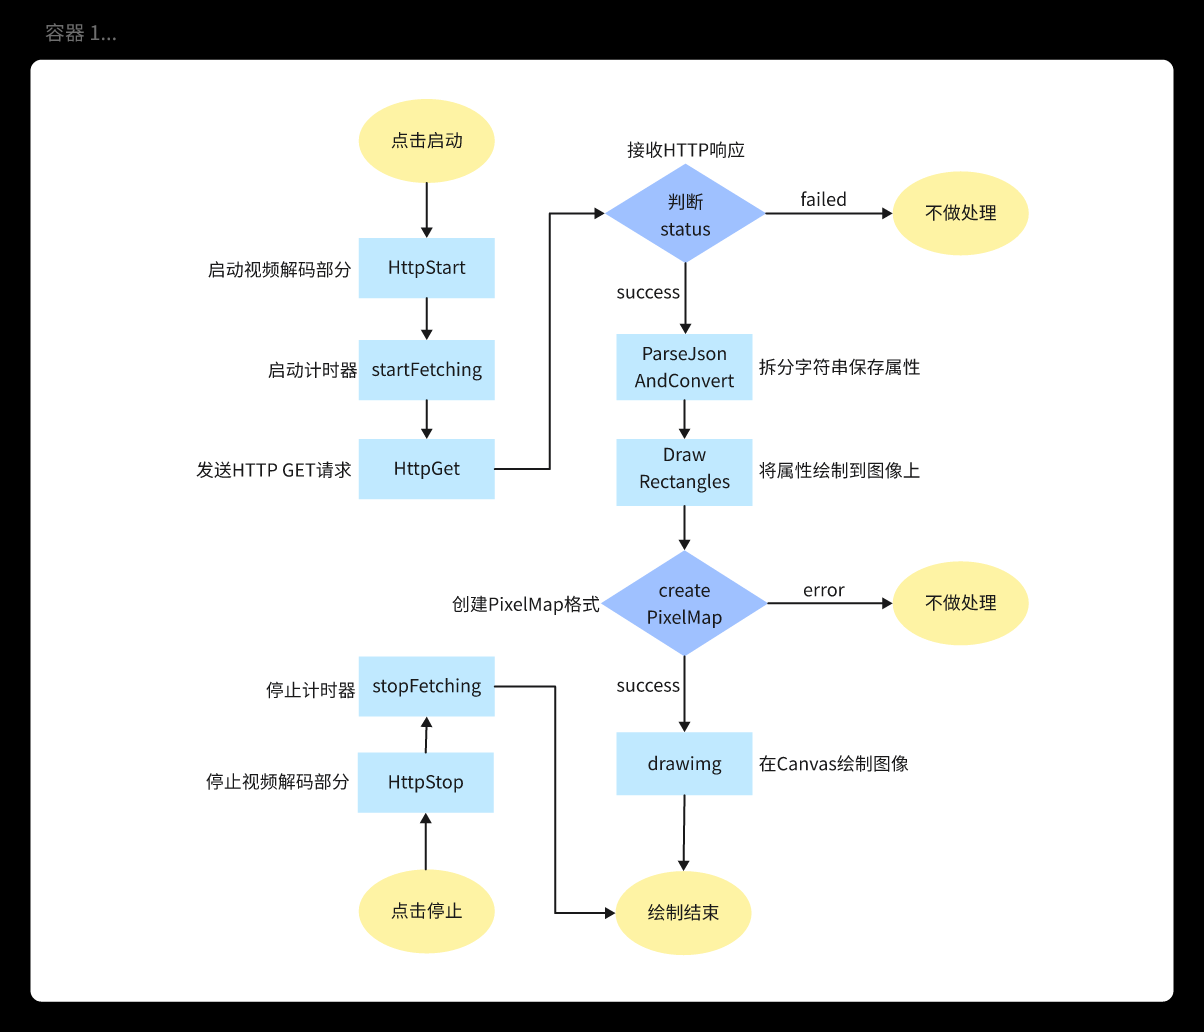 容器 1...
点击启动
启动视频解码部分
HttpStart
启动计时器
startFetching
发送HTTP GET请求
HttpGet
接收HTTP响应
判断
status
failed
不做处理
success
ParseJson
AndConvert
拆分字符串保存属性
Draw
Rectangles
将属性绘制到图像上
创建PixelMap格式
create
PixelMap
error
不做处理
success
drawimg
在Canvas绘制图像
停止计时器
stopFetching
停止视频解码部分
HttpStop
点击停止
绘制结束